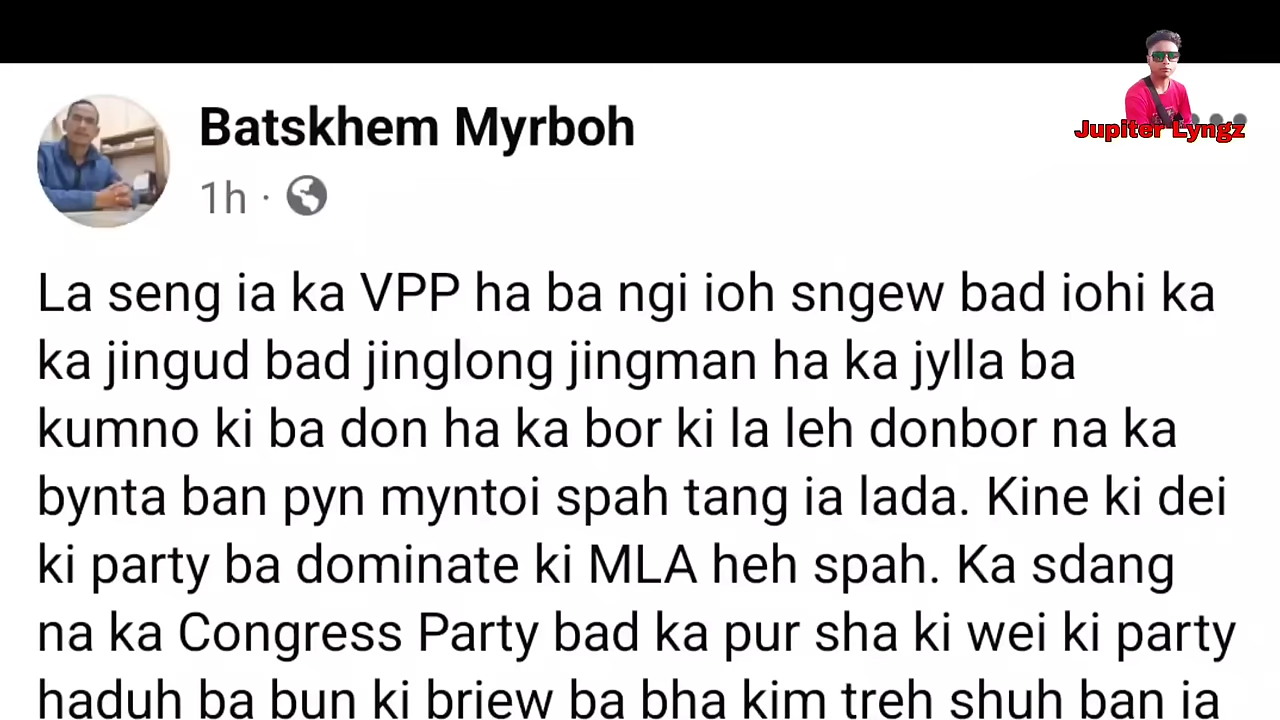 Batskhem Myrboh
1h ·
Jupiter Lyngz
La seng ia ka VPP ha ba ngi ioh sngew bad iohi ka
ka jingud bad jinglong jingman ha ka jylla ba
kumno ki ba don ha ka bor ki la leh donbor na ka
bynta ban pyn myntoi spah tang ia lada. Kine ki dei
ki party ba dominate ki MLA heh spah. Ka sdang
na ka Congress Party bad ka pur sha ki wei ki party
haduh ba bun ki briew ba bha kim treh shuh ban ia